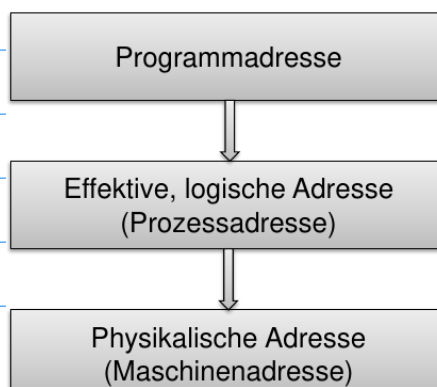 Programmadresse
Effektive, logische Adresse
(Prozessadresse)
Physikalische Adresse
(Maschinenadresse)